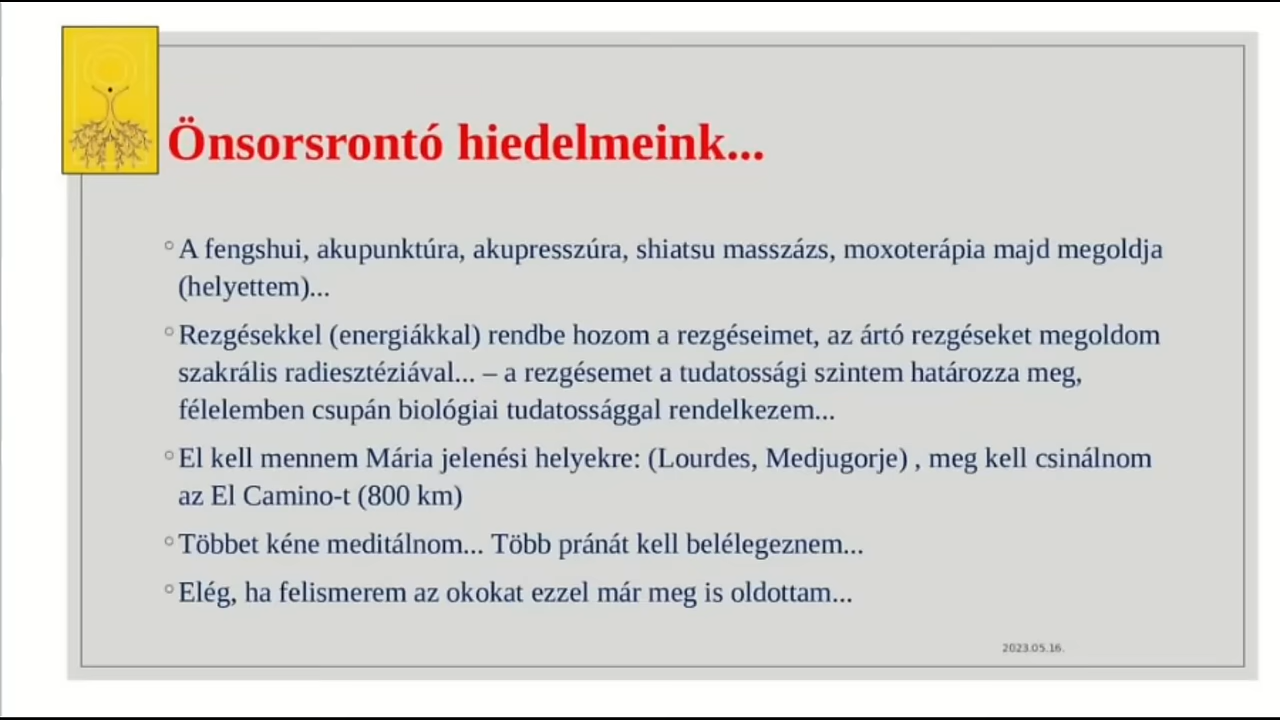 Önsorsrontó hiedelmeink...
A fengshui, akupunktúra, akupresszúra, shiatsu masszázs, moxoterápia majd megoldja
(helyettem)...
Rezgésekkel (energiákkal) rendbe hozom a rezgéseimet, az ártó rezgéseket megoldom
szakrális radiesztéziával... – a rezgésemet a tudatossági szintem határozza meg,
félelemben csupán biológiai tudatossággal rendelkezem...
El kell mennem Mária jelenési helyekre: (Lourdes, Medjugorje) , meg kell csinálnom
az El Camino-t (800 km)
Többet kéne meditálnom... Több pránát kell belélegeznem...
Elég, ha felismerem az okokat ezzel már meg is oldottam...
2023.05.16.